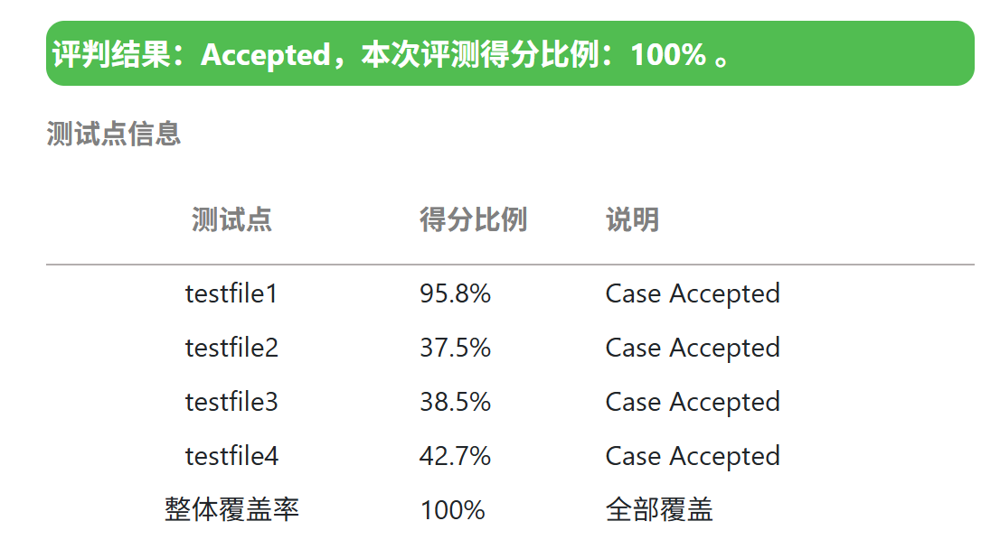 评判结果：Accepted，本次评测得分比例：100% 。
测试点信息
测试点 得分比例 说明
testfile1 95.8% Case Accepted
testfile2 37.5% Case Accepted
testfile3 38.5% Case Accepted
testfile4 42.7% Case Accepted
整体覆盖率 100% 全部覆盖